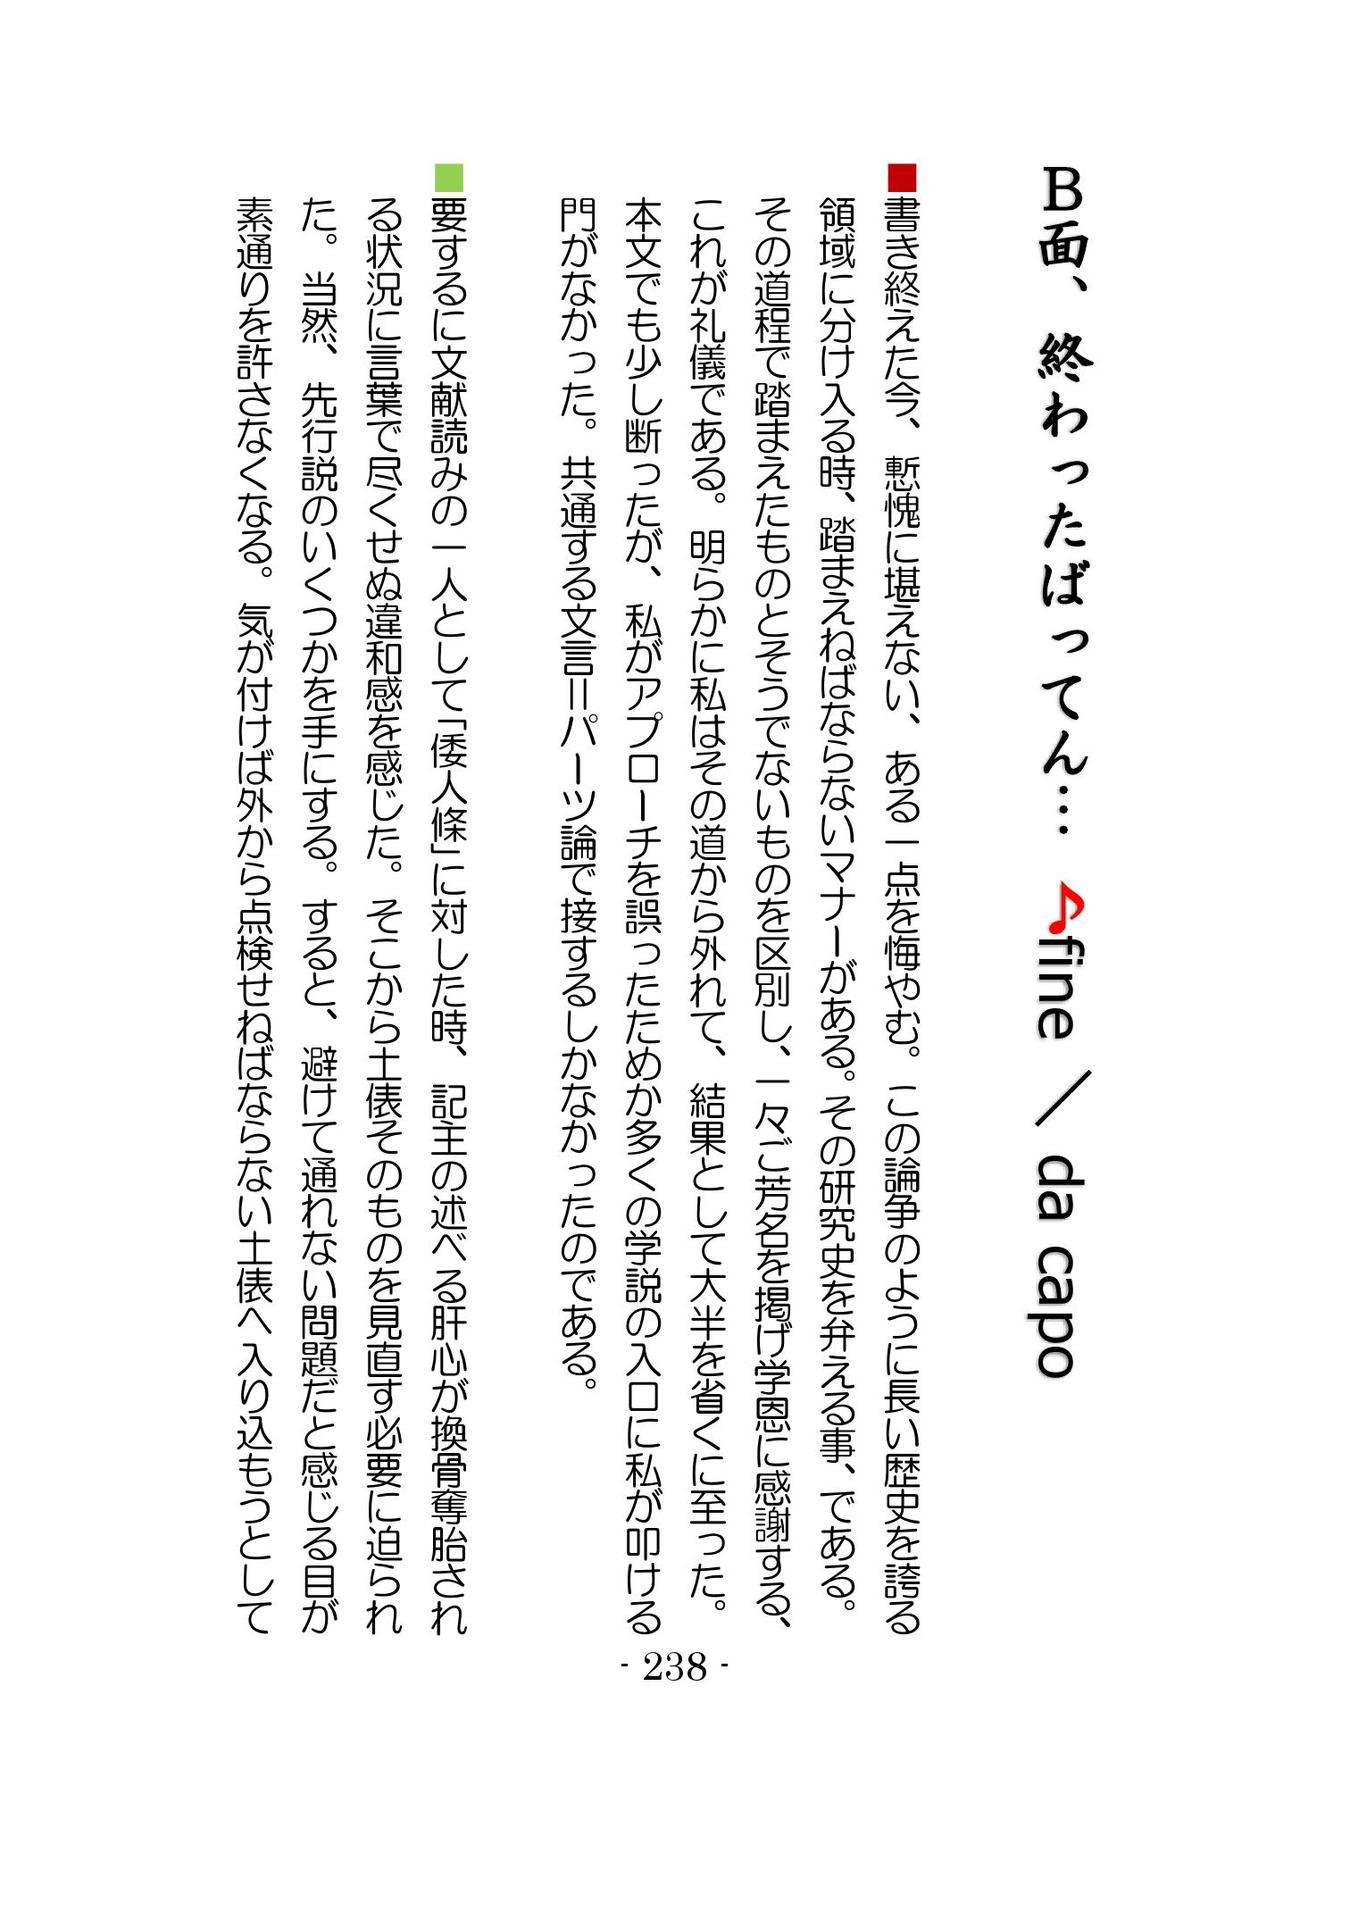 B面、終わったばってん… ♪fine ／ da capo
■書き終えた今、慙愧に堪えない、ある一点を悔やむ。この論争のように長い歴史を誇る
領域に分け入る時、踏まえねばならないマナーがある。その研究史を弁える事、である。
その道程で踏まえたものとそうでないものを区別し、一々ご芳名を掲げ学恩に感謝する、
これが礼儀である。明らかに私はその道から外れて、結果として大半を省くに至った。
本文でも少し断ったが、私がアプローチを誤ったためか多くの学説の入口に私が叩ける
門がなかった。共通する文言＝パーツ論で接するしかなかったのである。
■要するに文献読みの一人として「倭人條」に対した時、記主の述べる肝心が換骨奪胎され
る状況に言葉で尽くせぬ違和感を感じた。そこから土俵そのものを見直す必要に迫られ
た。当然、先行説のいくつかを手にする。すると、避けて通れない問題だと感じる目が
素通りを許さなくなる。気が付けば外から点検せねばならない土俵へ入り込もうとして
- 238 -